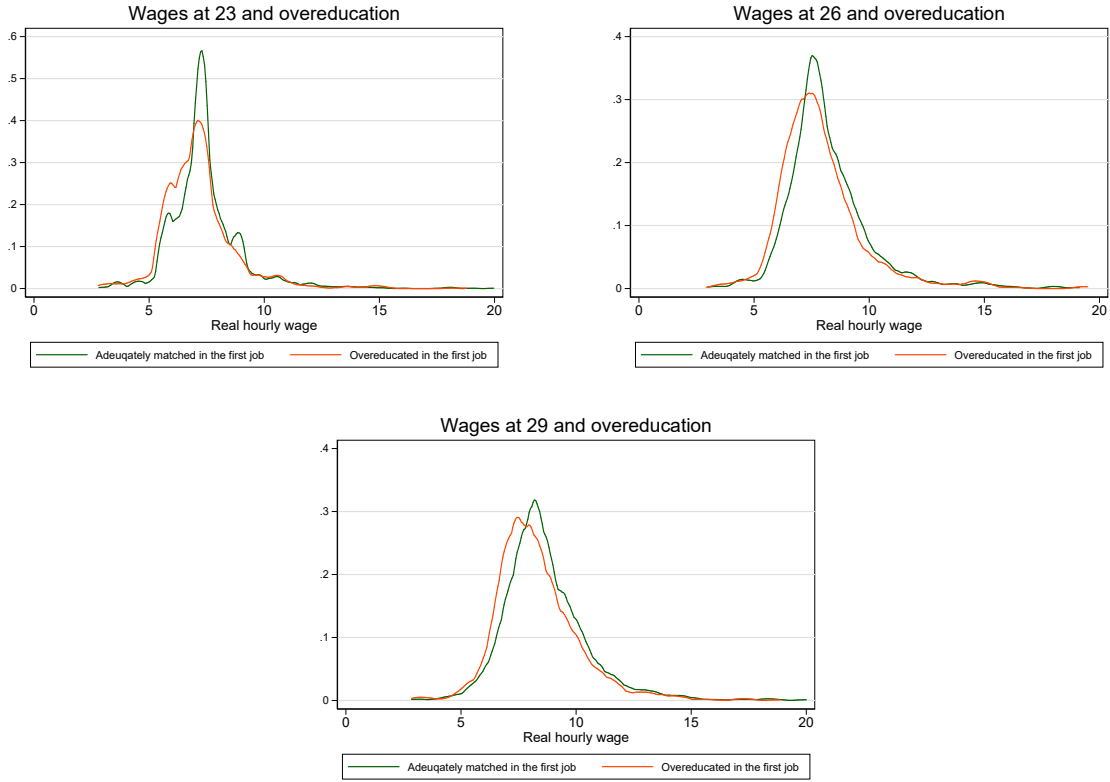 Wages at 23 and overeducation
.6
.5
.4
.3
.2
.1
0
0 5 10 15 20
Real hourly wage
Adeuqately matched in the first job Overeducated in the first job
Wages at 26 and overeducation
.4
.3
.2
.1
0
0 5 10 15 20
Real hourly wage
Adeuqately matched in the first job Overeducated in the first job
Wages at 29 and overeducation
.4
.3
.2
.1
0
0 5 10 15 20
Real hourly wage
Adeuqately matched in the first job Overeducated in the first job